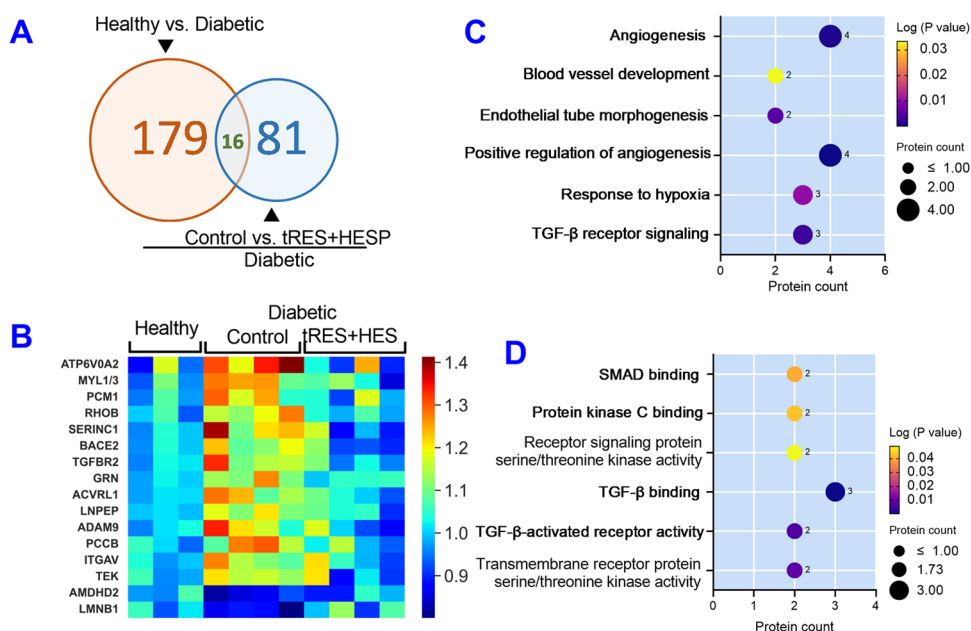 A
Healthy vs. Diabetic
179
16
81
Control vs. tRES+HESP
Diabetic
B
Healthy
Diabetic
Control
tRES+HES
ATP6V0A2
MYL1/3
PCM1
RHOB
SERINC1
BACE2
TGFBR2
GRN
ACVRL1
LNPEP
ADAM9
PCCB
ITGAV
TEK
AMDHD2
LMNB1
1.4
1.3
1.2
1.1
1.0
0.9
C
Angiogenesis
Blood vessel development
Endothelial tube morphogenesis
Positive regulation of angiogenesis
Response to hypoxia
TGF-β receptor signaling
4
2
2
4
3
3
0 2 4 6
Protein count
Log (P value)
0.03
0.02
0.01
Protein count
≤ 1.00
2.00
4.00
D
SMAD binding
Protein kinase C binding
Receptor signaling protein
serine/threonine kinase activity
TGF-β binding
TGF-β-activated receptor activity
Transmembrane receptor protein
serine/threonine kinase activity
2
2
2
3
2
2
0 1 2 3 4
Protein count
Log (P value)
0.04
0.03
0.02
0.01
Protein count
≤ 1.00
1.73
3.00